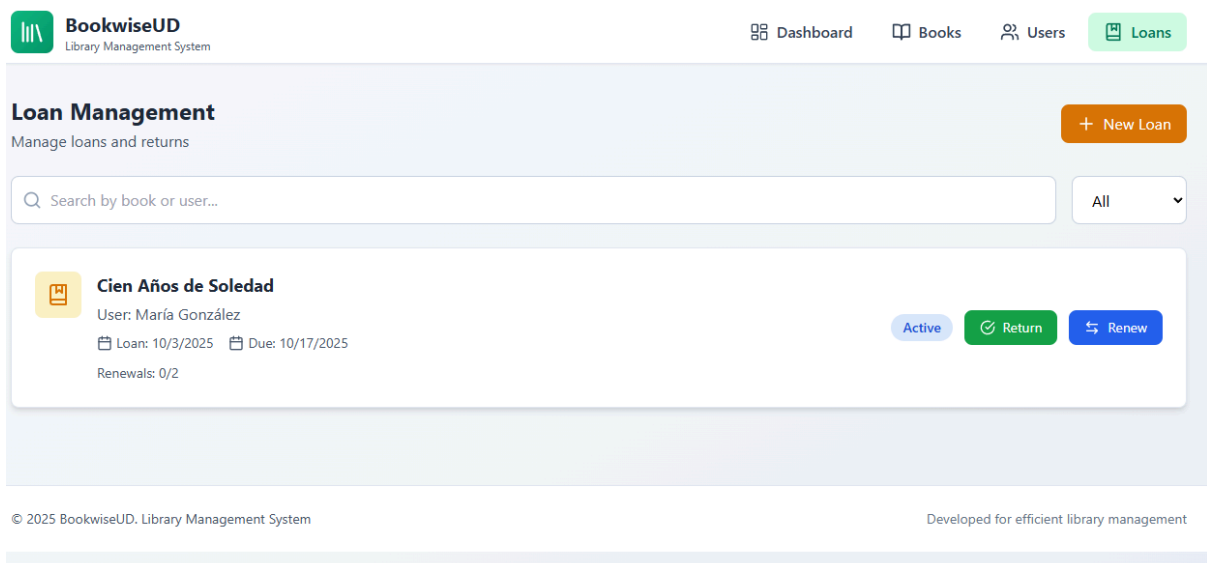 BookwiseUD
Library Management System
Dashboard
Books
Users
Loans
Loan Management
Manage loans and returns
+ New Loan
Search by book or user...
All
Cien Años de Soledad
User: María González
Loan: 10/3/2025 Due: 10/17/2025
Renewals: 0/2
Active
Return
Renew
© 2025 BookwiseUD. Library Management System
Developed for efficient library management